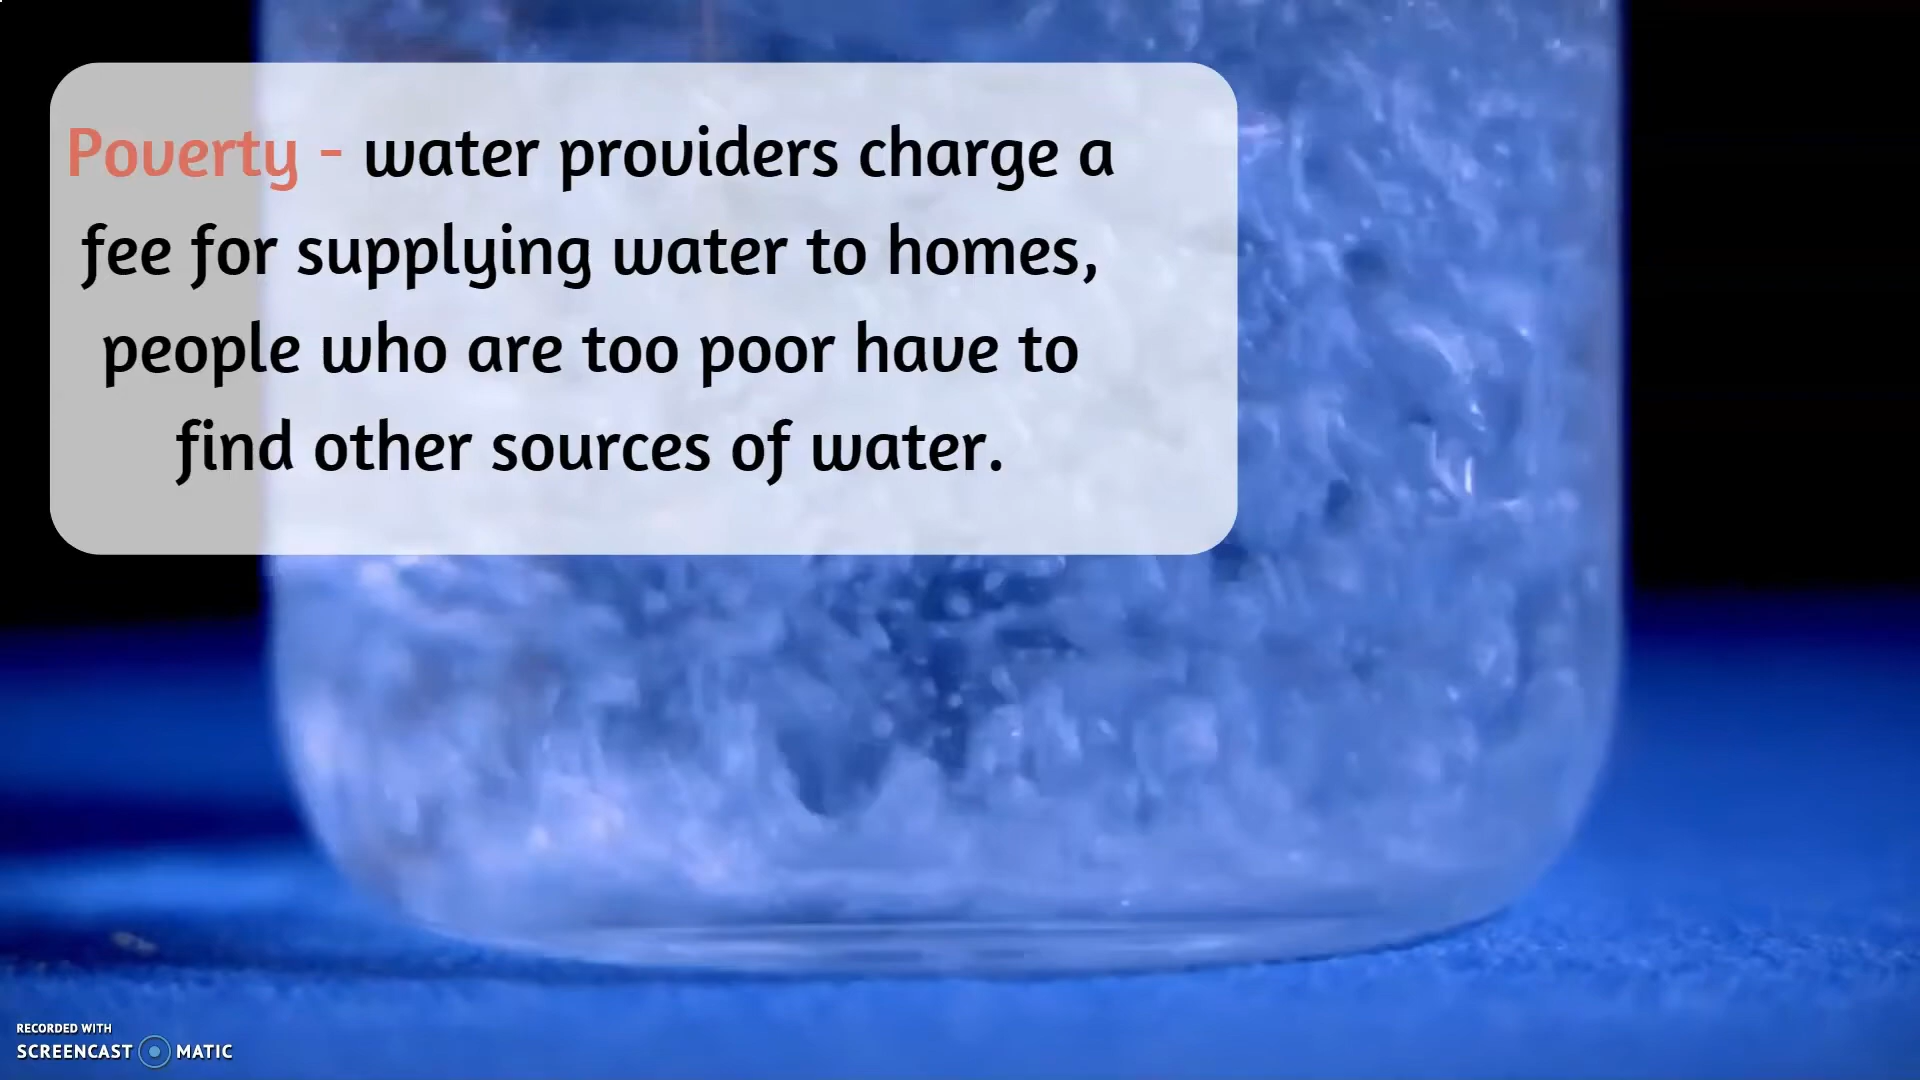 Poverty - water providers charge a
fee for supplying water to homes,
people who are too poor have to
find other sources of water.
RECORDED WITH
SCREENCAST MATIC